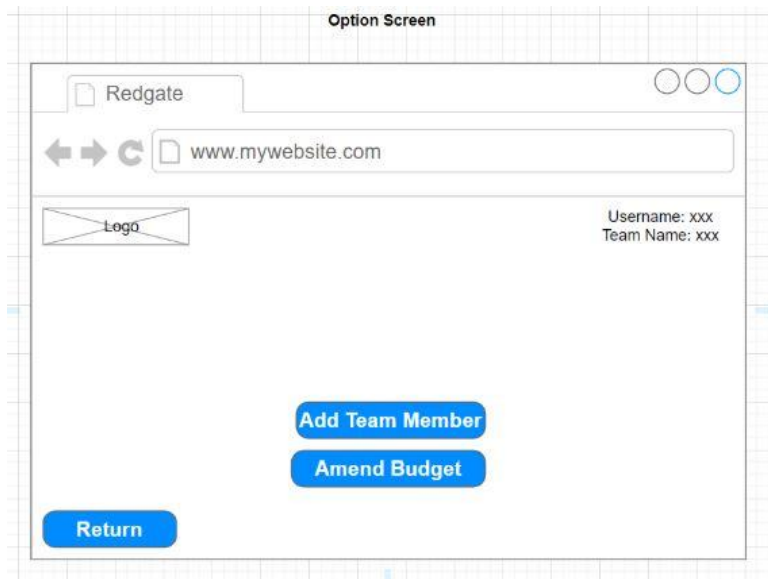 Option Screen
Redgate
www.mywebsite.com
Logo
Username: xxx
Team Name: xxx
Add Team Member
Amend Budget
Return